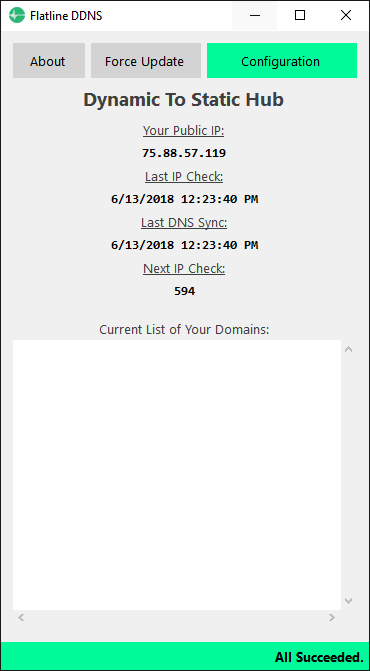 Flatline DDNS
About Force Update Configuration
Dynamic To Static Hub
Your Public IP:
75.88.57.119
Last IP Check:
6/13/2018 12:23:40 PM
Last DNS Sync:
6/13/2018 12:23:40 PM
Next IP Check:
594
Current List of Your Domains:
All Succeeded.